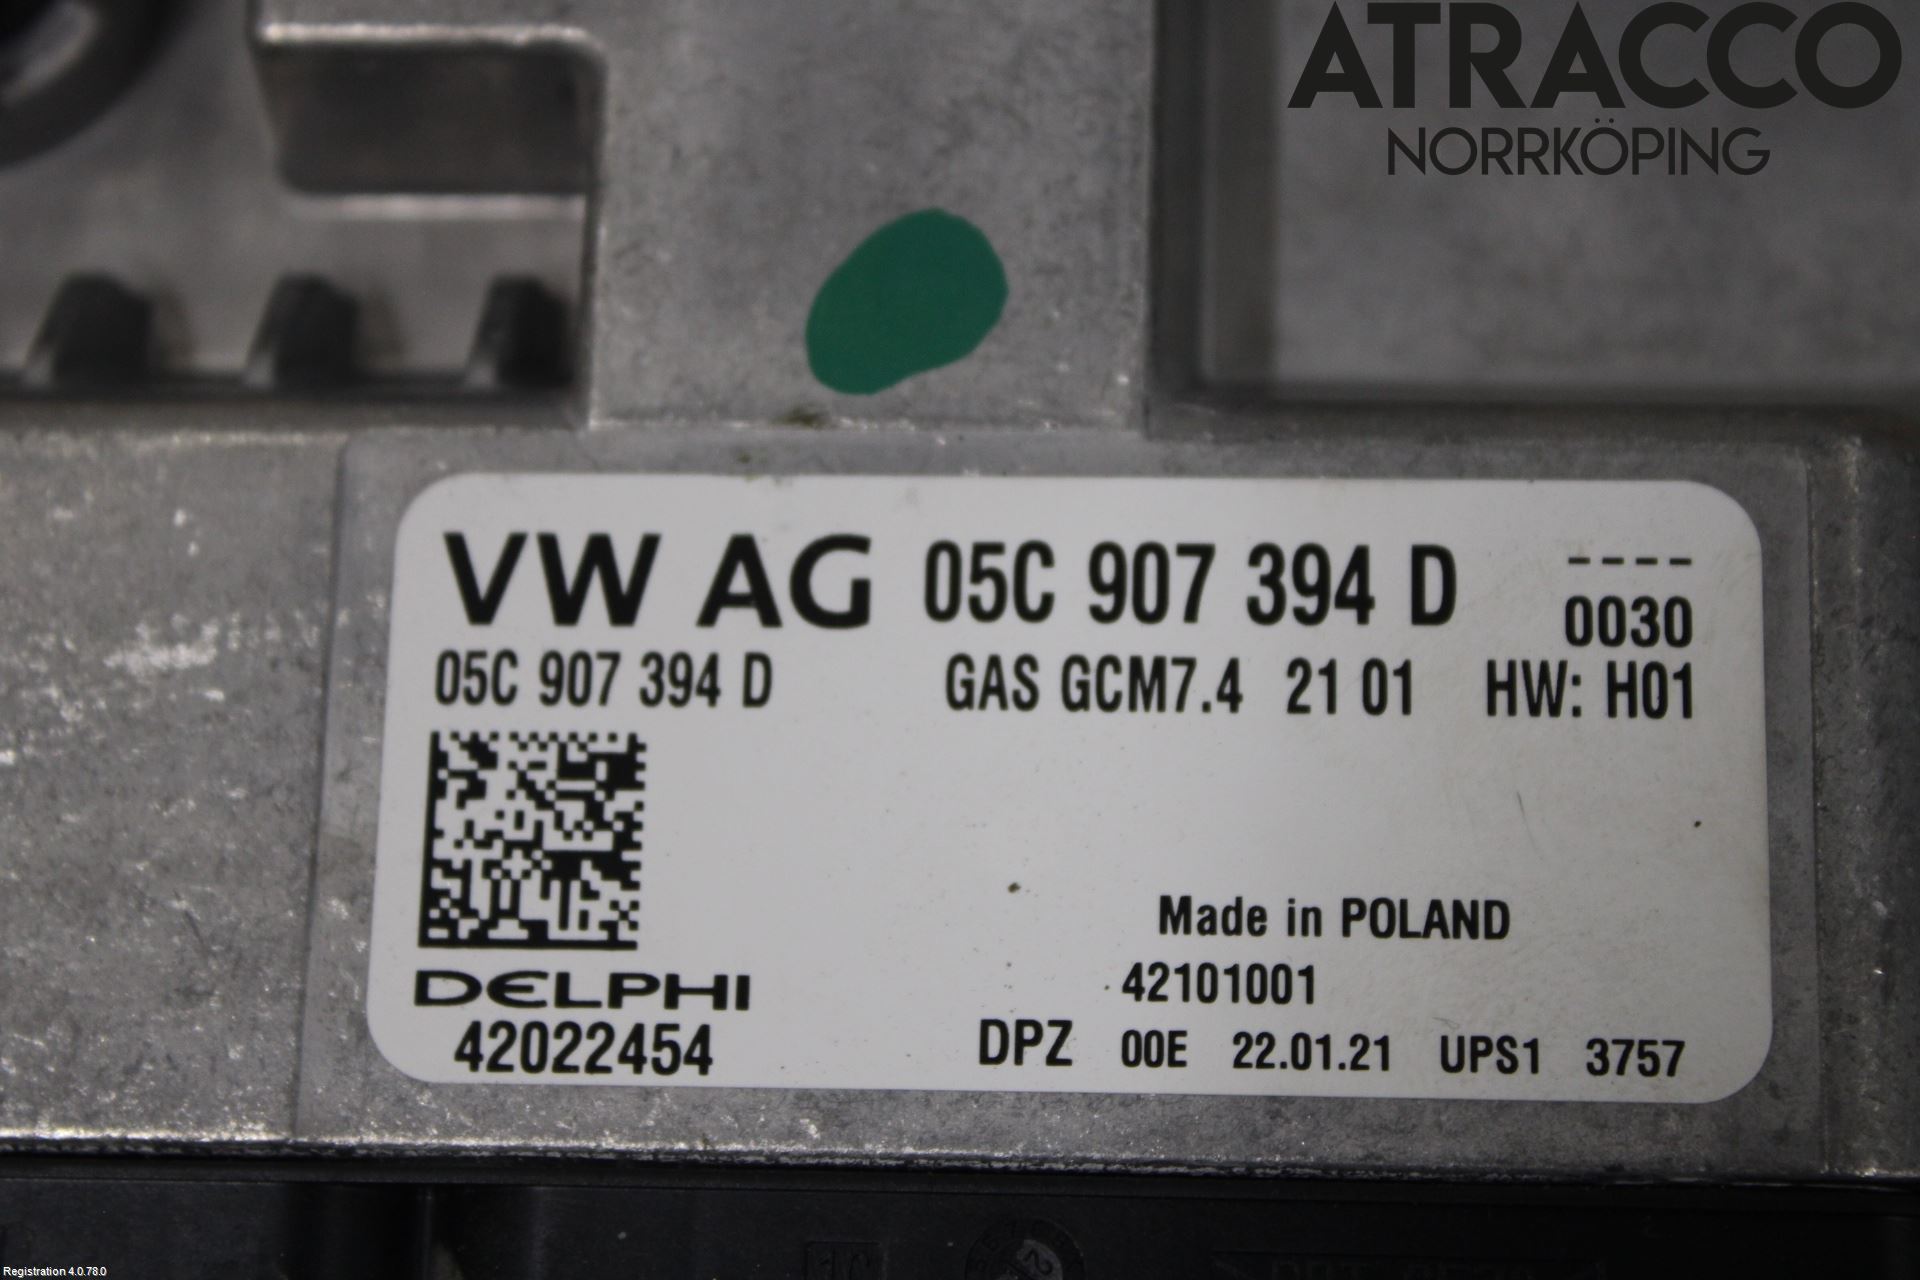 ATRACCO
NORRKÖPING
VW AG 05C 907 394 D ----
0030
05C 907 394 D GAS GCM7.4 21 01 HW: H01
Made in POLAND
DELPHI 42101001
42022454 DPZ 00E 22.01.21 UPS1 3757
Registration 4.0.78.0